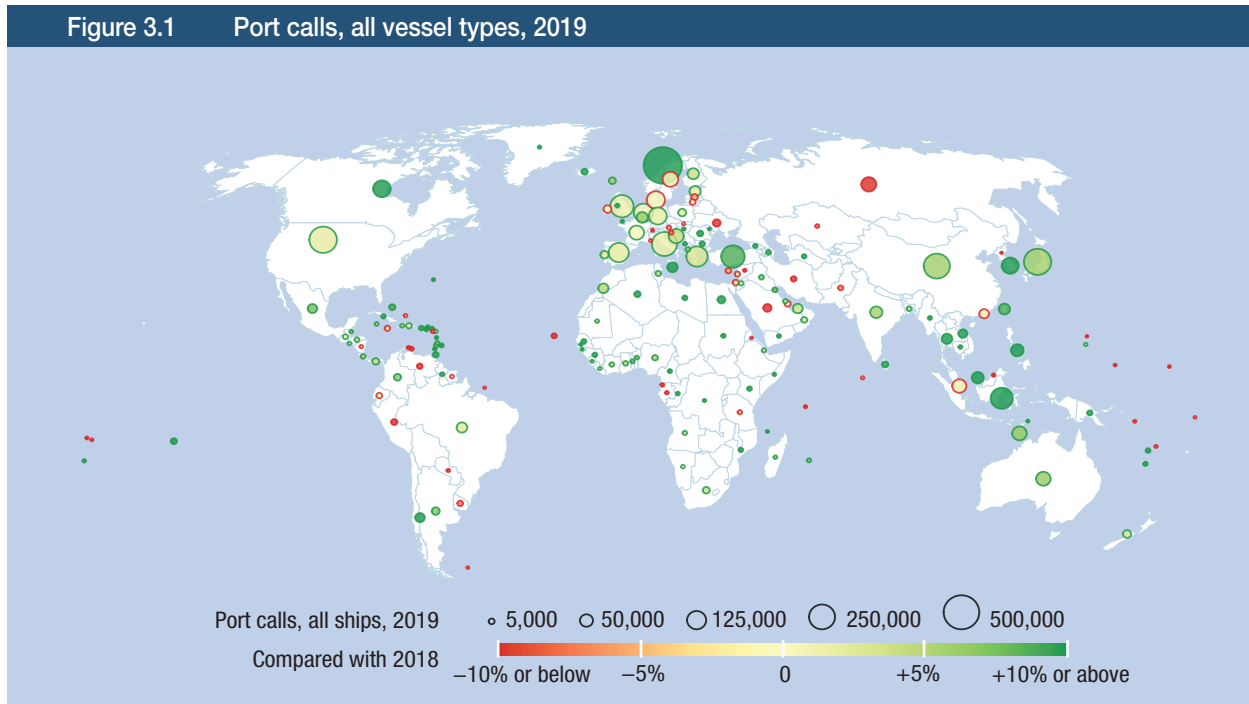 Figure 3.1 Port calls, all vessel types, 2019
Port calls, all ships, 2019 5,000 50,000 125,000 250,000 500,000
Compared with 2018
–10% or below –5% 0 +5% +10% or above